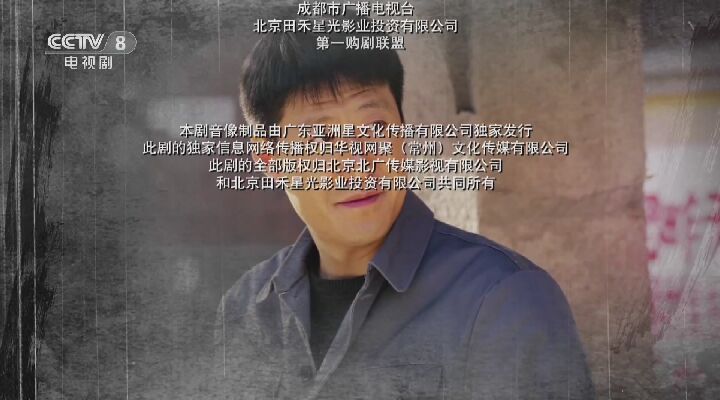 成都市广播电视台
北京田禾星光影业投资有限公司
第一购剧联盟
CCTV 8
电视剧
本剧音像制品由广东亚洲星文化传播有限公司独家发行
此剧的独家信息网络传播权归华视网聚（常州）文化传媒有限公司
此剧的全部版权归北京北广传媒影视有限公司
和北京田禾星光影业投资有限公司共同所有